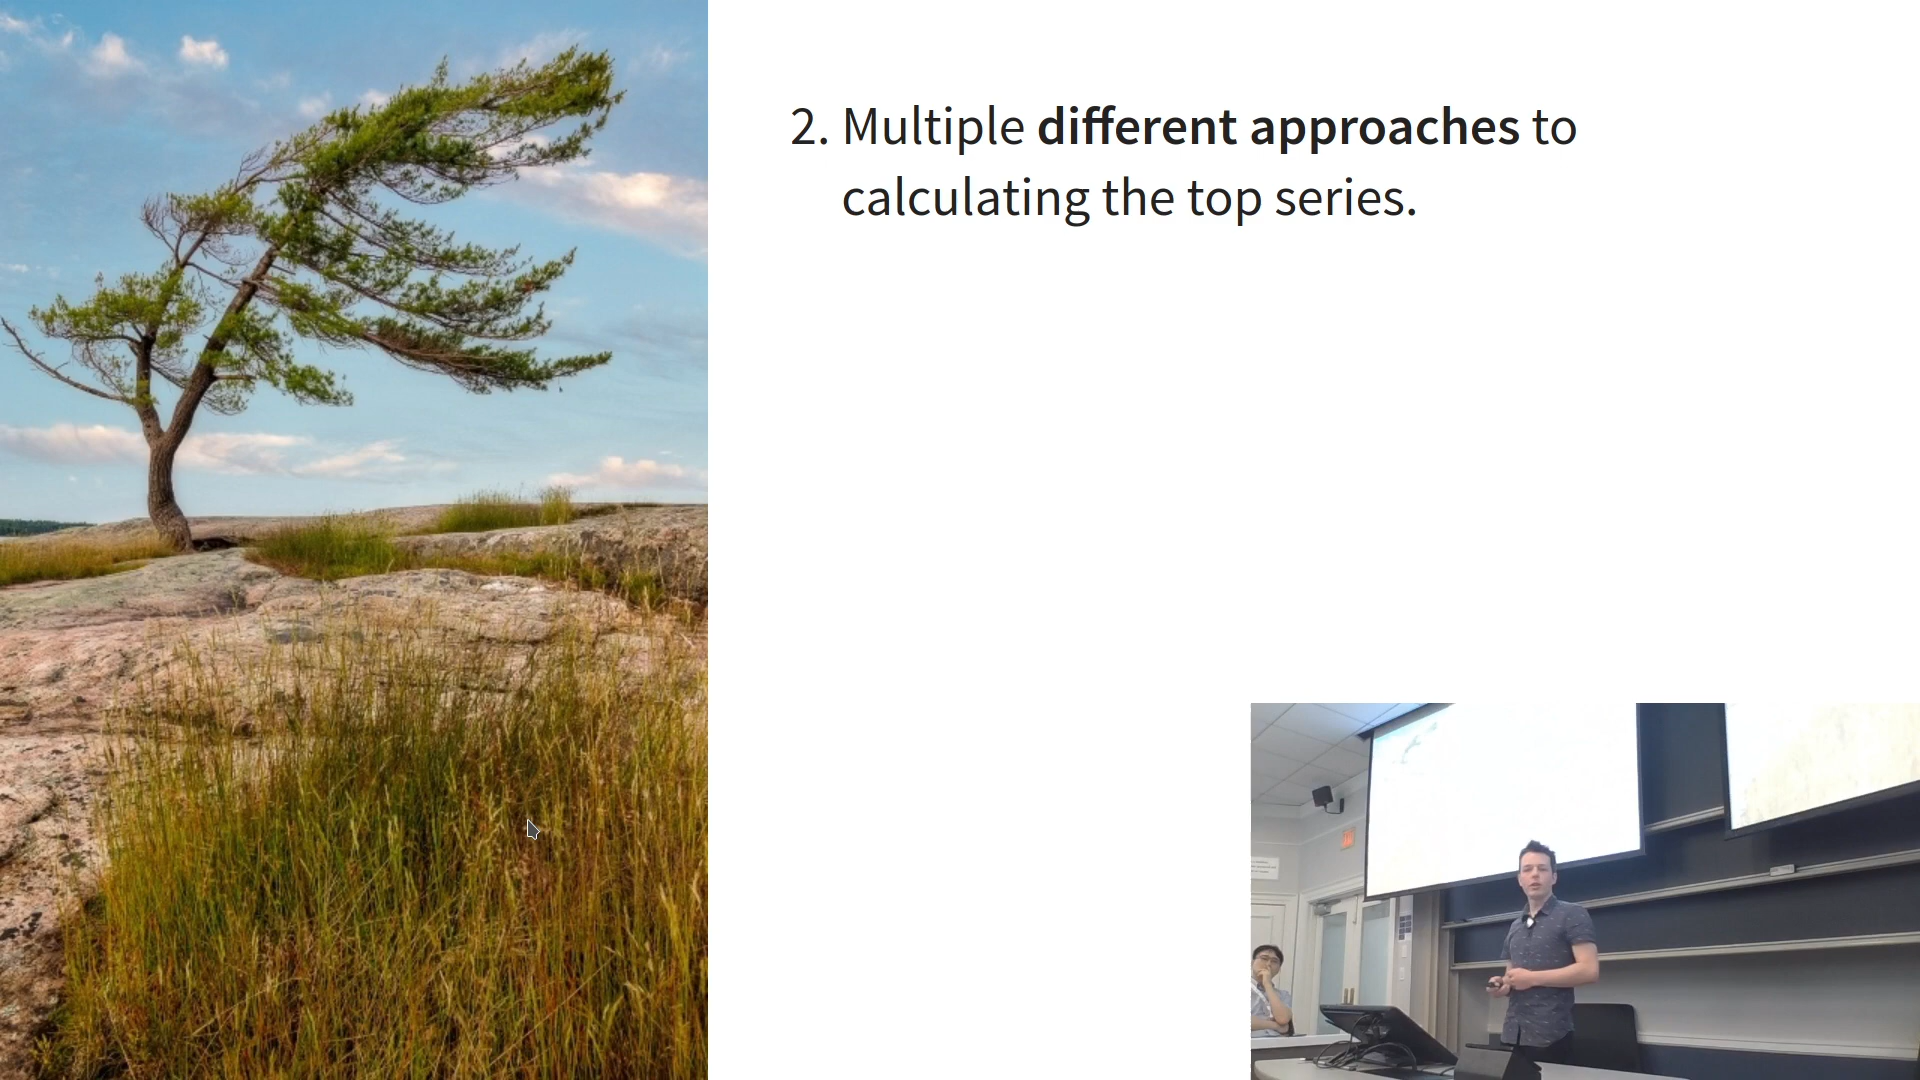 2. Multiple different approaches to
calculating the top series.